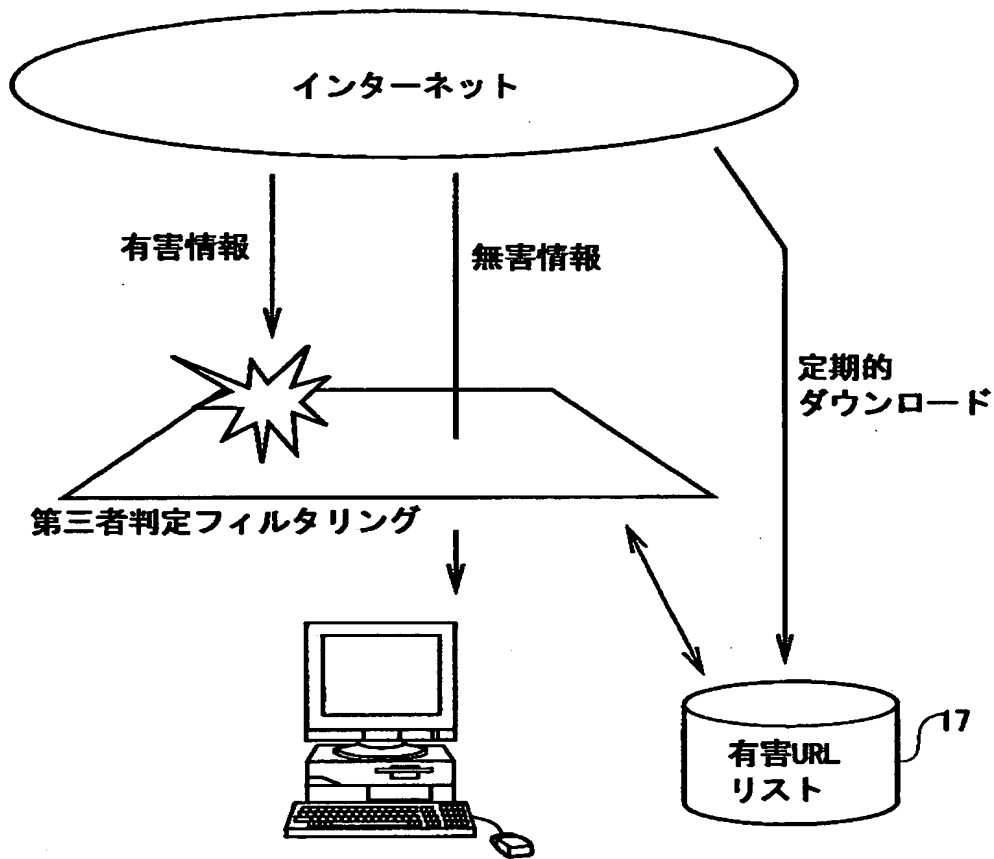 インターネット
有害情報
無害情報
定期的
ダウンロード
第三者判定フィルタリング
17
有害URL
リスト